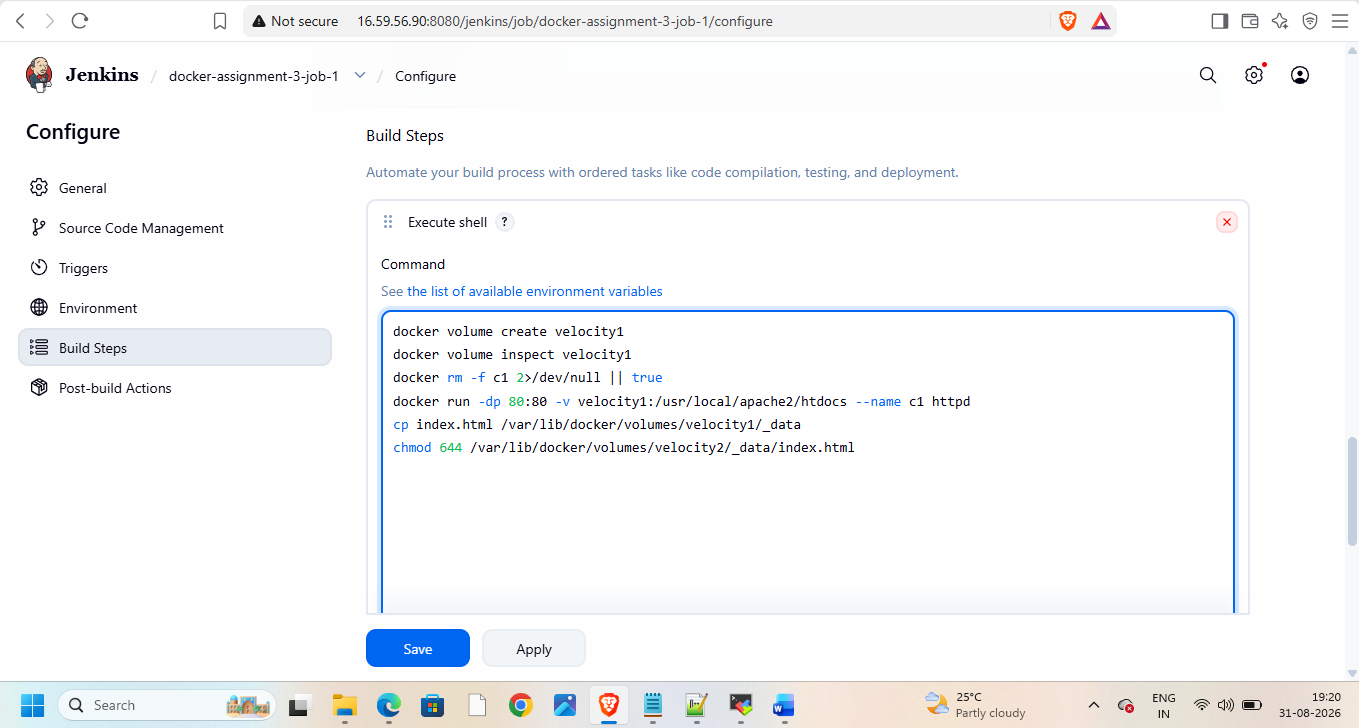 Not secure 16.59.56.90:8080/jenkins/job/docker-assignment-3-job-1/configure
Jenkins / docker-assignment-3-job-1 / Configure
Configure
General
Source Code Management
Triggers
Environment
Build Steps
Post-build Actions
Build Steps
Automate your build process with ordered tasks like code compilation, testing, and deployment.
Execute shell ?
Command
See the list of available environment variables
docker volume create velocity1
docker volume inspect velocity1
docker rm -f c1 2>/dev/null || true
docker run -dp 80:80 -v velocity1:/usr/local/apache2/htdocs --name c1 httpd
cp index.html /var/lib/docker/volumes/velocity1/_data
chmod 644 /var/lib/docker/volumes/velocity2/_data/index.html
Save Apply
Search
25°C
Partly cloudy
ENG
IN
19:20
31-08-2026